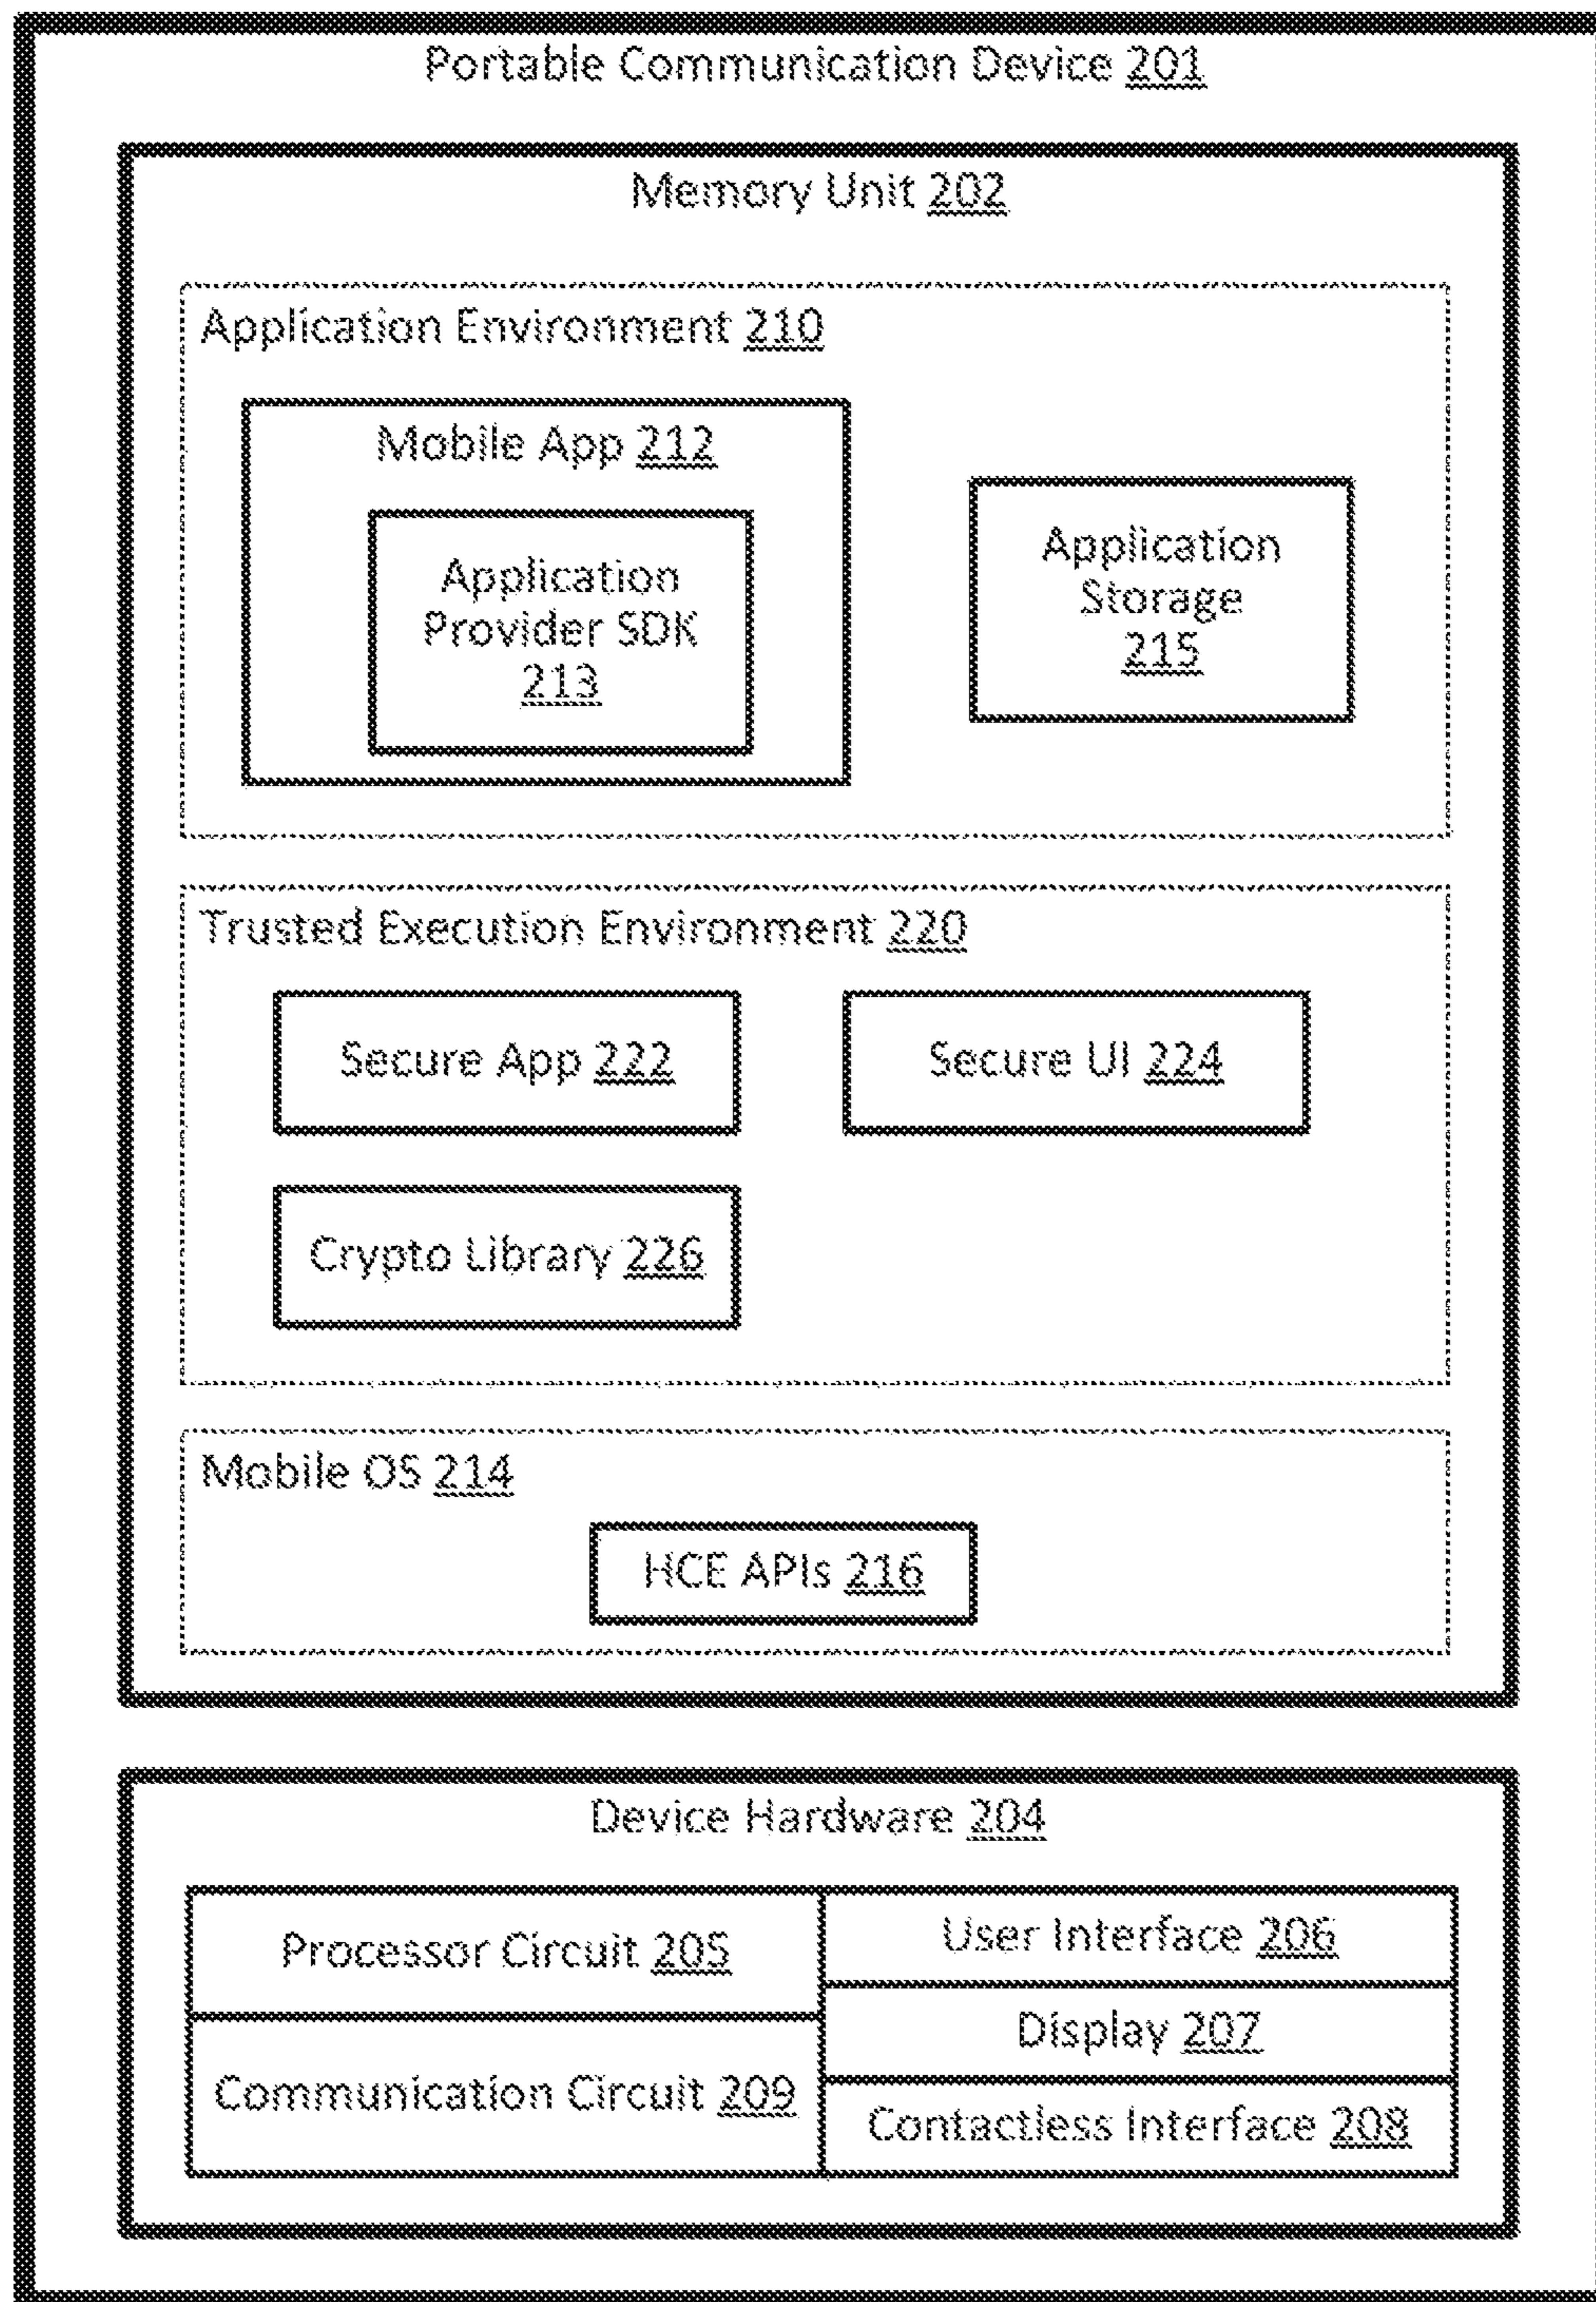 Portable Communication Device 201
Memory Unit 202
Application Environment 210
Mobile App 212
Application
Provider SDK
213
Application
Storage
215
Trusted Execution Environment 220
Secure App 222
Secure UI 224
Crypto Library 226
Mobile OS 214
HCE APIs 216
Device Hardware 204
Processor Circuit 205
Communication Circuit 209
User Interface 206
Display 207
Contactless Interface 208